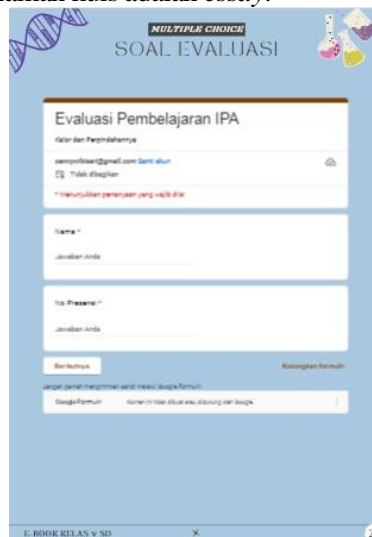 adalah essay.
MULTIPLE CHOICE
SOAL EVALUASI
Evaluasi Pembelajaran IPA
Kalor dan Perpindahannya
Ganti akun
Tidak dibagikan
* Menunjukkan pertanyaan yang wajib diisi
Nama *
Jawaban Anda
No Presensi *
Jawaban Anda
Berikutnya
Kosongkan formulir
Jangan pernah mengirimkan sandi melalui Google Formulir.
Google Formulir
Konten ini tidak dibuat atau didukung oleh Google.
E-BOOK KELAS V SD